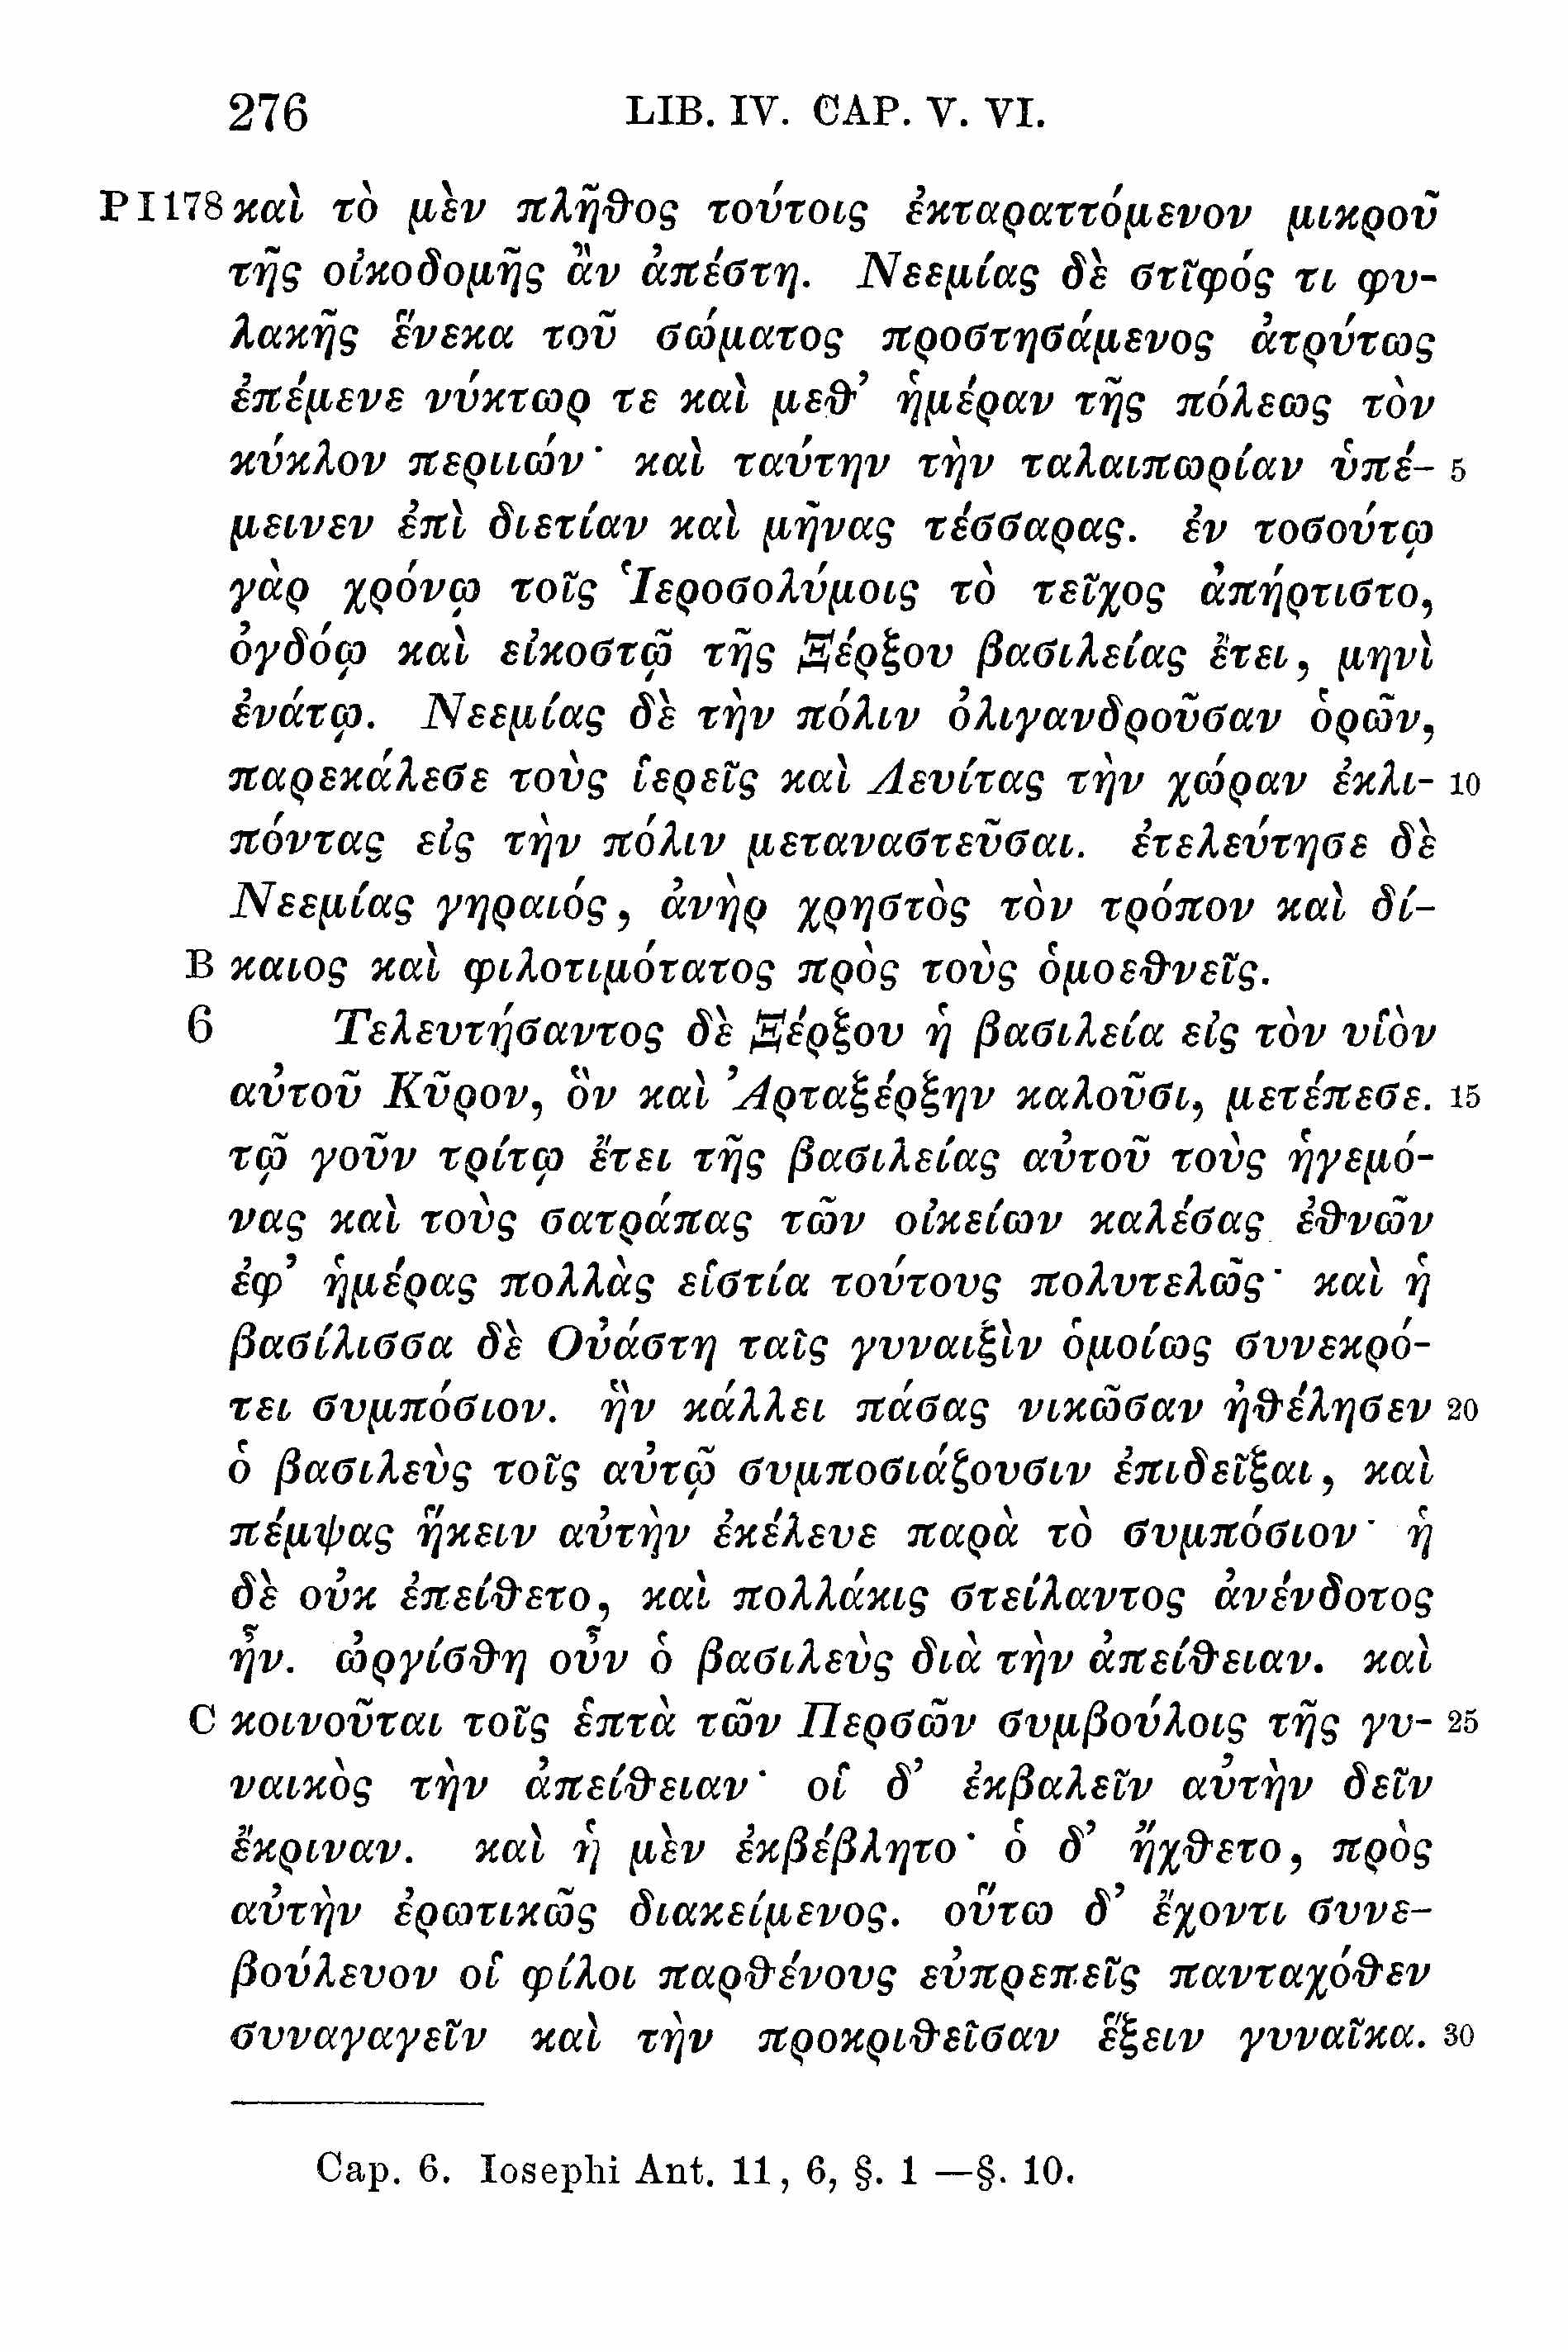 276 LIB. IV. CAP. V. VI.
P I 178 καὶ τὸ μὲν πλῆθος τούτοις ἐκταραττόμενον μικροῦ
τῆς οἰκοδομῆς ἂν ἀπέστη. Νεεμίας δὲ στῖφός τι φυ-
λακῆς ἕνεκα τοῦ σώματος προστησάμενος ἀτρύτως
ἐπέμενε νύκτωρ τε καὶ μεθ’ ἡμέραν τῆς πόλεως τὸν
κύκλον περιιών· καὶ ταύτην τὴν ταλαιπωρίαν ὑπέ- 5
μεινεν ἐπὶ διετίαν καὶ μῆνας τέσσαρας. ἐν τοσούτῳ
γὰρ χρόνῳ τοῖς Ἱεροσολύμοις τὸ τεῖχος ἀπήρτιστο,
ὀγδόῳ καὶ εἰκοστῷ τῆς Ξέρξου βασιλείας ἔτει, μηνὶ
ἐνάτῳ. Νεεμίας δὲ τὴν πόλιν ὀλιγανδροῦσαν ὁρῶν,
παρεκάλεσε τοὺς ἱερεῖς καὶ Λευίτας τὴν χώραν ἐκλι- 10
πόντας εἰς τὴν πόλιν μεταναστεῦσαι. ἐτελεύτησε δὲ
Νεεμίας γηραιός, ἀνὴρ χρηστὸς τὸν τρόπον καὶ δί-
B καιος καὶ φιλοτιμότατος πρὸς τοὺς ὁμοεθνεῖς.
6 Τελευτήσαντος δὲ Ξέρξου ἡ βασιλεία εἰς τὸν υἱὸν
αὐτοῦ Κῦρον, ὃν καὶ Ἀρταξέρξην καλοῦσι, μετέπεσε. 15
τῷ γοῦν τρίτῳ ἔτει τῆς βασιλείας αὐτοῦ τοὺς ἡγεμό-
νας καὶ τοὺς σατράπας τῶν οἰκείων καλέσας ἐθνῶν
ἐφ’ ἡμέρας πολλὰς εἱστία τούτους πολυτελῶς· καὶ ἡ
βασίλισσα δὲ Οὐάστη ταῖς γυναιξὶν ὁμοίως συνεκρό-
τει συμπόσιον. ἣν κάλλει πάσας νικῶσαν ἠθέλησεν 20
ὁ βασιλεὺς τοῖς αὐτῷ συμποσιάζουσιν ἐπιδεῖξαι, καὶ
πέμψας ἥκειν αὐτὴν ἐκέλευε παρὰ τὸ συμπόσιον· ἡ
δὲ οὐκ ἐπείθετο, καὶ πολλάκις στείλαντος ἀνένδοτος
ἦν. ὠργίσθη οὖν ὁ βασιλεὺς διὰ τὴν ἀπείθειαν. καὶ
C κοινοῦται τοῖς ἑπτὰ τῶν Περσῶν συμβούλοις τῆς γυ- 25
ναικὸς τὴν ἀπείθειαν· οἱ δ’ ἐκβαλεῖν αὐτὴν δεῖν
ἔκριναν. καὶ ἡ μὲν ἐκβέβλητο· ὁ δ’ ἤχθετο, πρὸς
αὐτὴν ἐρωτικῶς διακείμενος. οὕτω δ’ ἔχοντι συνε-
βούλευον οἱ φίλοι παρθένους εὐπρεπεῖς πανταχόθεν
συναγαγεῖν καὶ τὴν προκριθεῖσαν ἕξειν γυναῖκα. 30
Cap. 6. Iosephi Ant. 11, 6, §. 1 —§. 10.